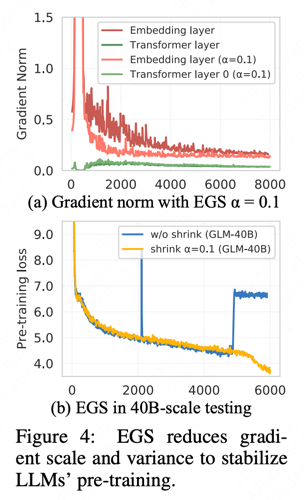 1.5
1.0
0.5
0.0
Gradient Norm
Embedding layer
Transformer layer
Embedding layer (α=0.1)
Transformer layer 0 (α=0.1)
0 2000 4000 6000 8000
(a) Gradient norm with EGS α = 0.1
9.0
8.0
7.0
6.0
5.0
4.0
Pre-training loss
w/o shrink (GLM-40B)
shrink α=0.1 (GLM-40B)
0 2000 4000 6000
(b) EGS in 40B-scale testing
Figure 4: EGS reduces gradi-
ent scale and variance to stabilize
LLMs’ pre-training.